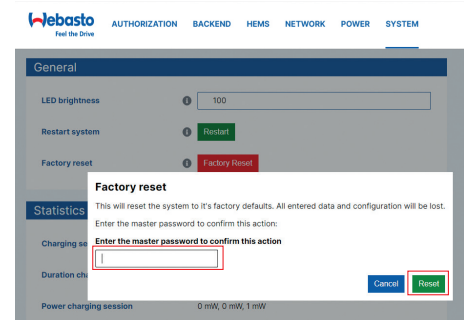 Webasto
Feel the Drive
AUTHORIZATION BACKEND HEMS NETWORK POWER SYSTEM
General
LED brightness 100
Restart system Restart
Factory reset Factory Reset
Factory reset
This will reset the system to it's factory defaults. All entered data and configuration will be lost.
Enter the master password to confirm this action:
Enter the master password to confirm this action
Cancel Reset
Statistics
Charging se
Duration cha
Power charging session 0 mW, 0 mW, 1 mW